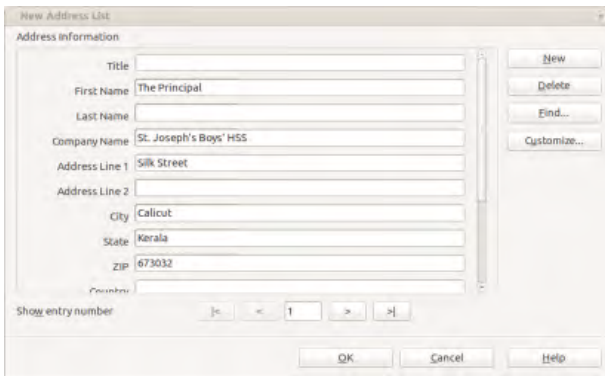 New Address List
Address Information
Title
New
First Name The Principal
Delete
Last Name
Find...
Company Name St. Joseph's Boys' HSS
Customize...
Address Line 1 Silk Street
Address Line 2
City Calicut
State Kerala
ZIP 673032
Country
Show entry number |< < 1 > >|
OK Cancel Help